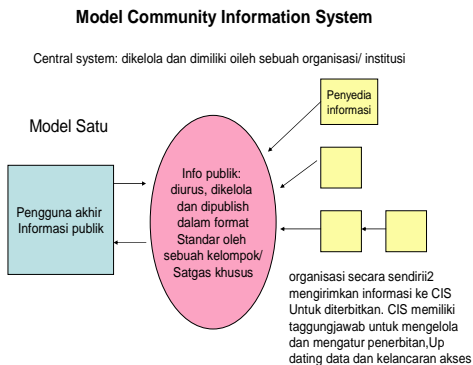 Model Community Information System
Central system: dikelola dan dimiliki oileh sebuah organisasi/ institusi
Model Satu
Penyedia
informasi
Pengguna akhir
Informasi publik
Info publik:
diurus, dikelola
dan dipublish
dalam format
Standar oleh
sebuah kelompok/
Satgas khusus
organisasi secara sendirii2
mengirimkan informasi ke CIS
Untuk diterbitkan. CIS memiliki
taggungjawab untuk mengelola
dan mengatur penerbitan,Up
dating data dan kelancaran akses